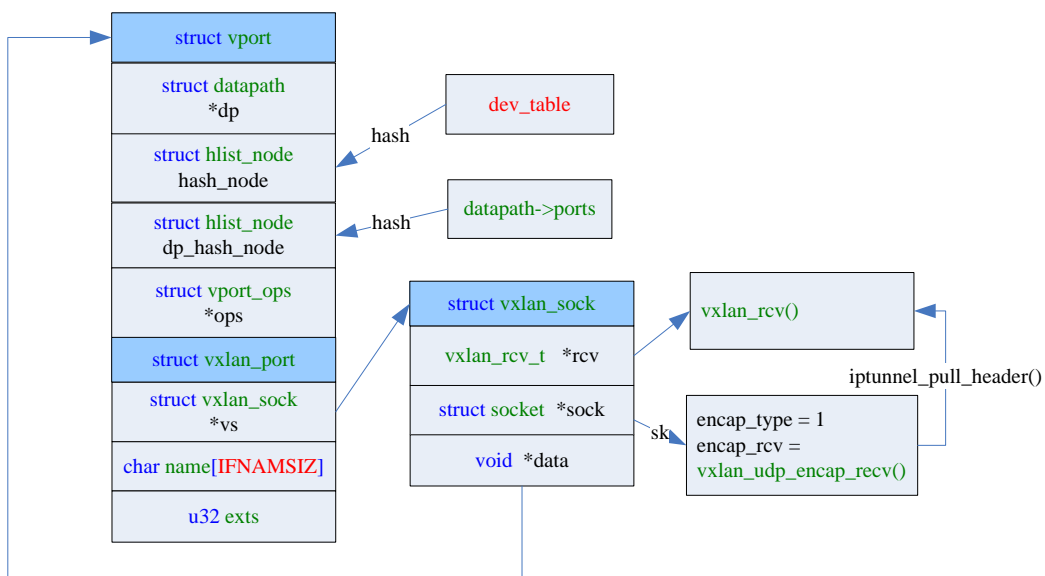 struct vport
struct datapath
*dp
struct hlist_node
hash_node
struct hlist_node
dp_hash_node
struct vport_ops
*ops
struct vxlan_port
struct vxlan_sock
*vs
char name[IFNAMSIZ]
u32 exts
dev_table
hash
datapath->ports
hash
struct vxlan_sock
vxlan_rcv_t *rcv
struct socket *sock
void *data
vxlan_rcv()
iptunnel_pull_header()
sk
encap_type = 1
encap_rcv =
vxlan_udp_encap_recv()